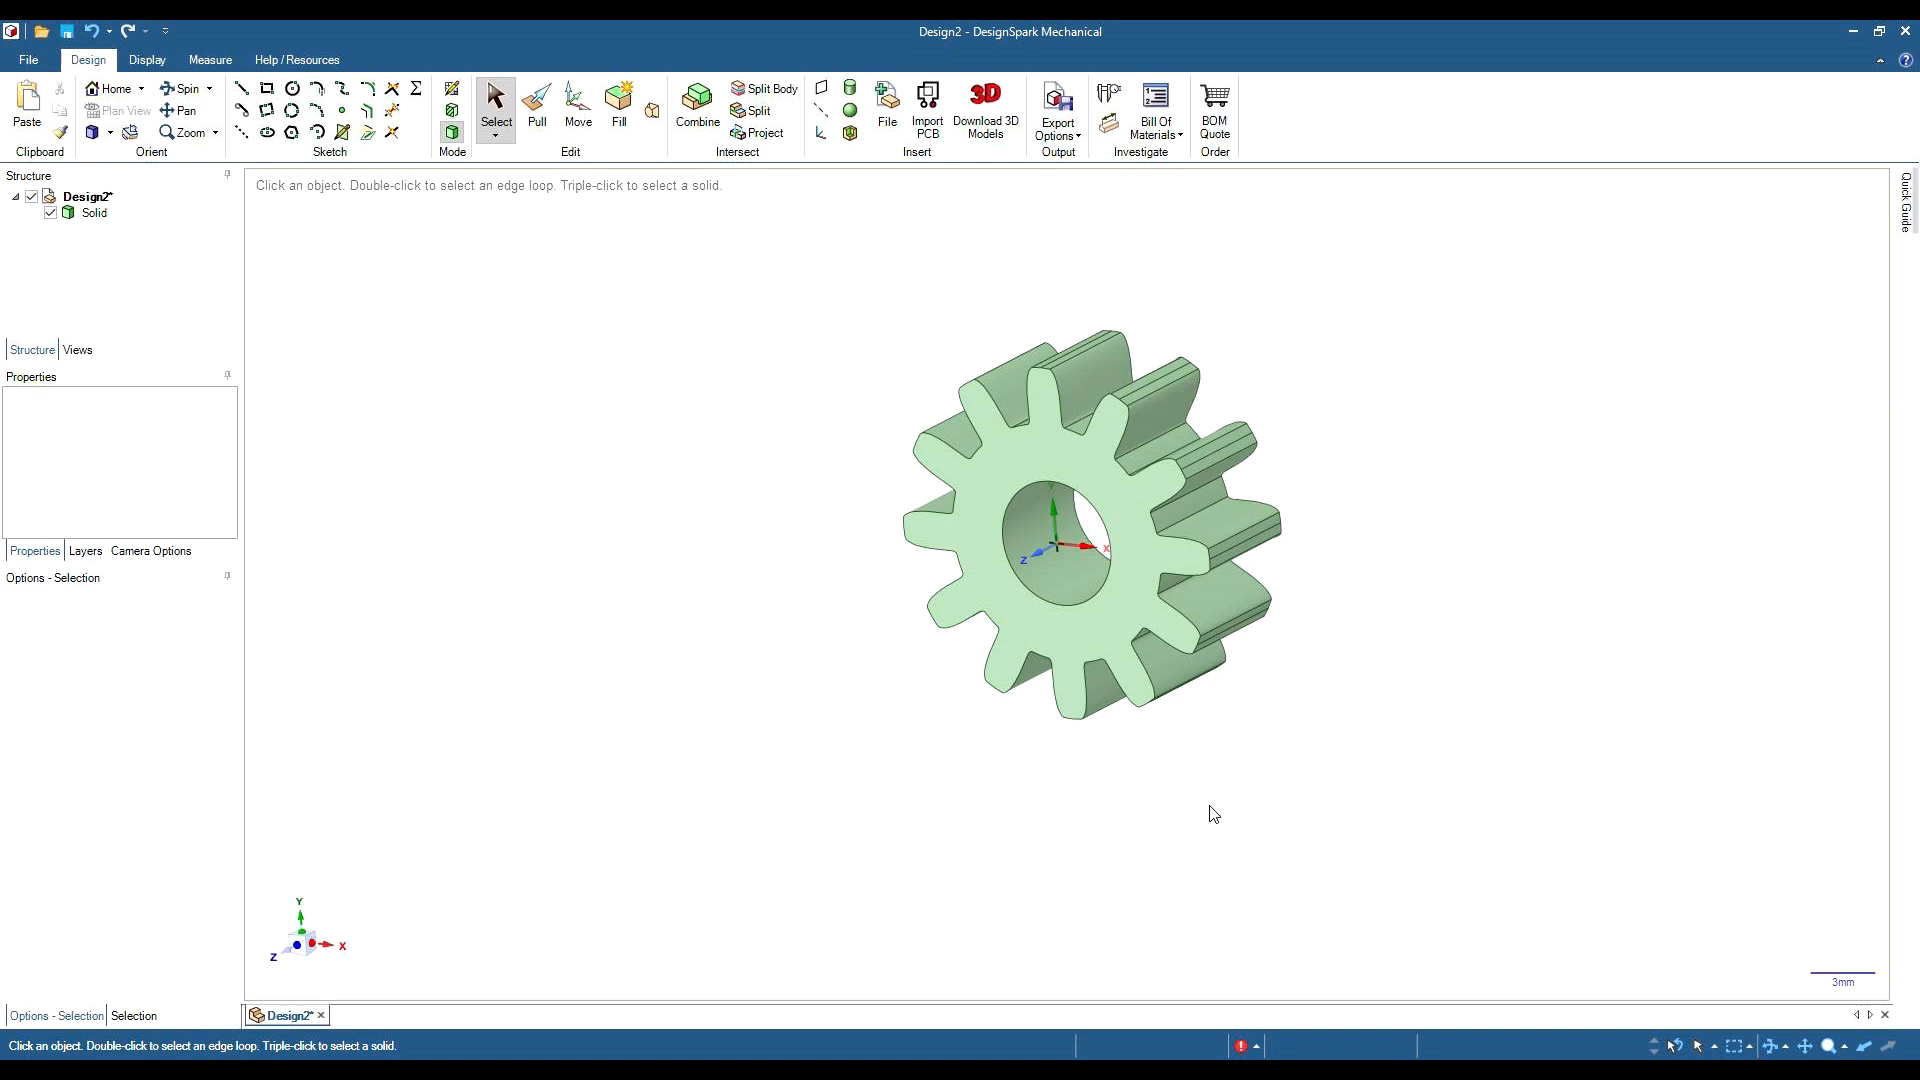 Design2 - DesignSpark Mechanical
File Design Display Measure Help / Resources
Paste
Clipboard
Home Spin
Plan View Pan
Zoom
Orient
Sketch
Mode
Select Pull Move Fill
Edit
Combine
Split Body
Split
Project
Intersect
File
Import PCB
Download 3D Models
3D
Insert
Export Options
Output
Bill Of Materials
Investigate
BOM Quote
Order
Structure
Design2*
Solid
Structure Views
Properties
Properties Layers Camera Options
Options - Selection
Options - Selection Selection
Click an object. Double-click to select an edge loop. Triple-click to select a solid.
Quick Guide
Y
X
Z
Y
X
Z
3mm
Design2*
Click an object. Double-click to select an edge loop. Triple-click to select a solid.